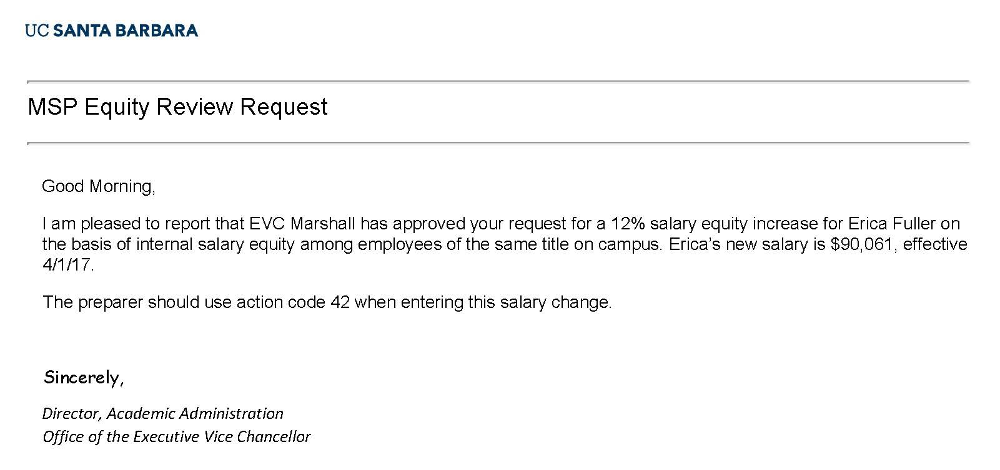 UC SANTA BARBARA
MSP Equity Review Request
Good Morning,
I am pleased to report that EVC Marshall has approved your request for a 12% salary equity increase for Erica Fuller on
the basis of internal salary equity among employees of the same title on campus. Erica’s new salary is $90,061, effective
4/1/17.
The preparer should use action code 42 when entering this salary change.
Sincerely,
Director, Academic Administration
Office of the Executive Vice Chancellor